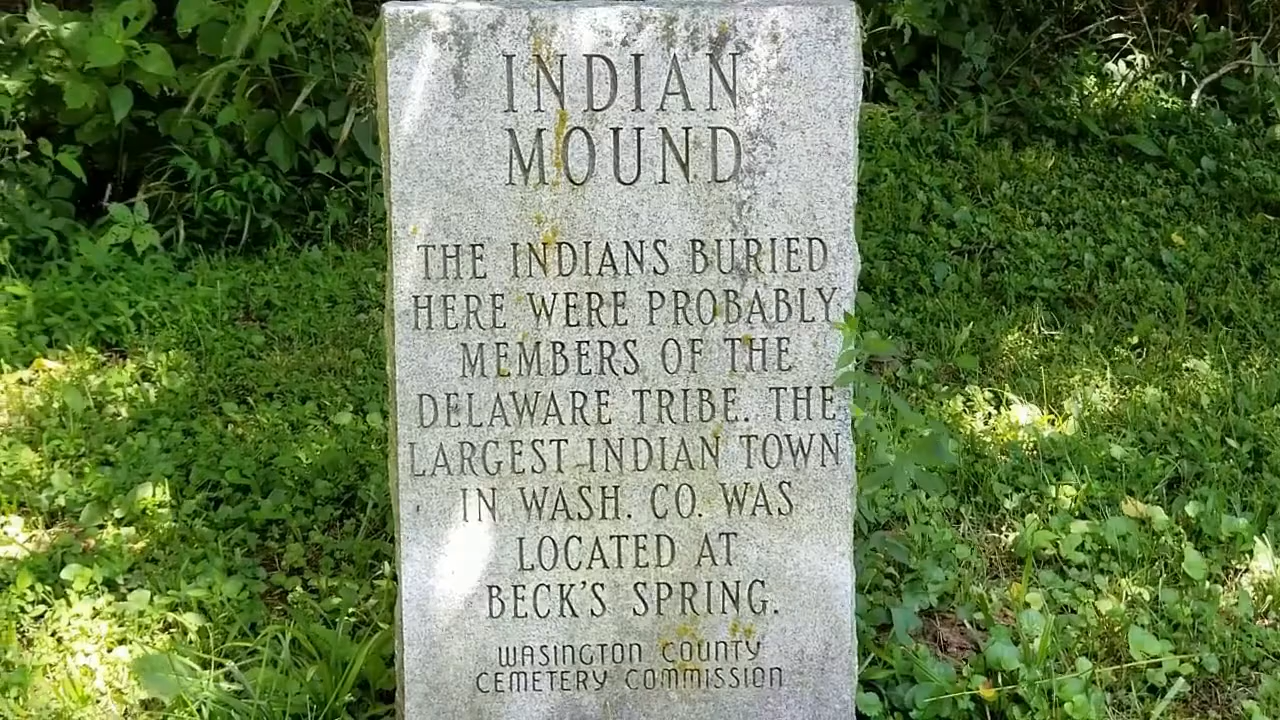 INDIAN
MOUND
THE INDIANS BURIED
HERE WERE PROBABLY
MEMBERS OF THE
DELAWARE TRIBE. THE
LARGEST INDIAN TOWN
IN WASH. CO. WAS
LOCATED AT
BECK'S SPRING.
WASINGTON COUNTY
CEMETERY COMMISSION